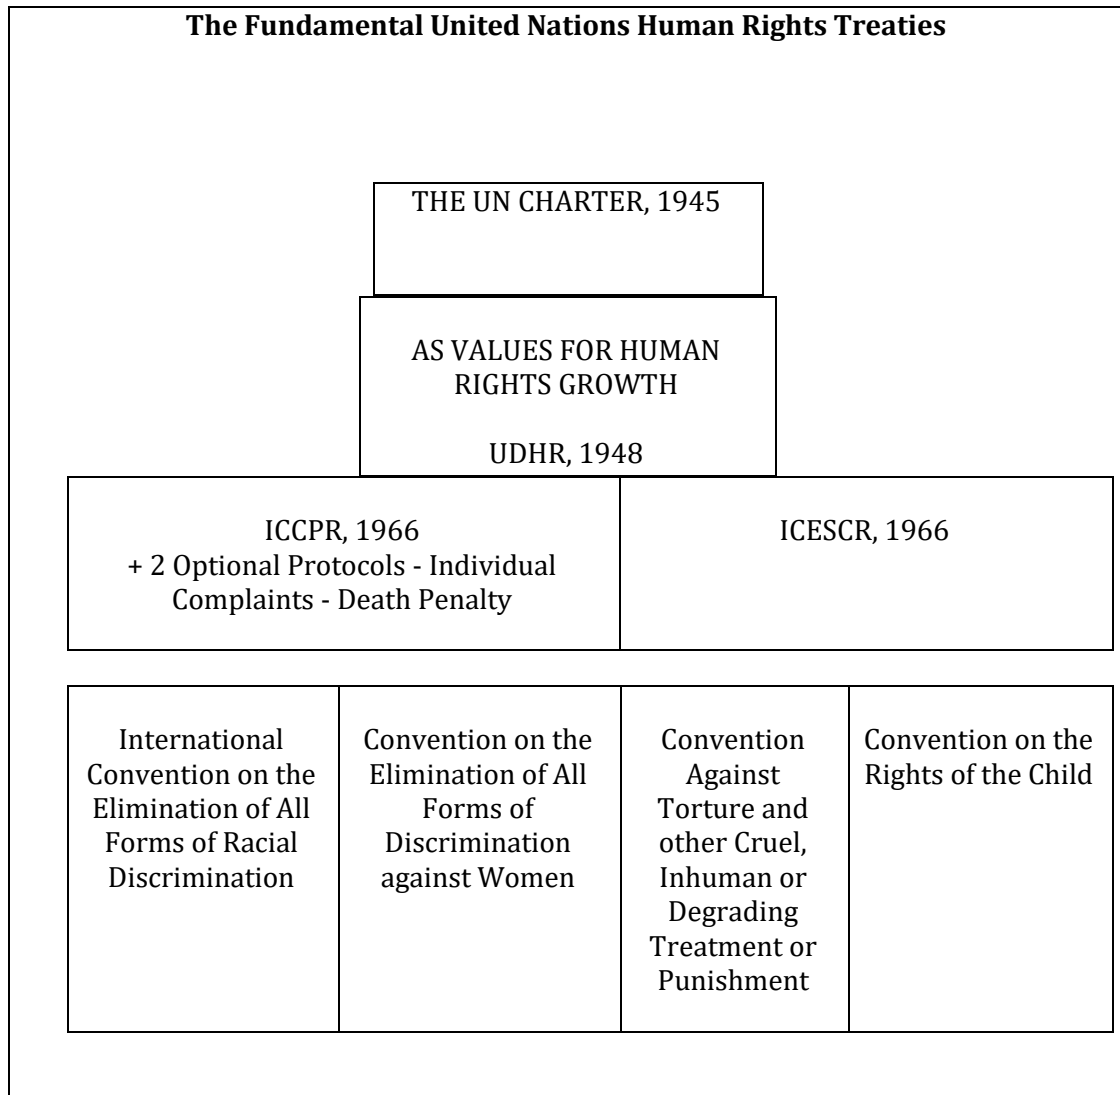 The Fundamental United Nations Human Rights Treaties
THE UN CHARTER, 1945
AS VALUES FOR HUMAN
RIGHTS GROWTH
UDHR, 1948
ICCPR, 1966
+ 2 Optional Protocols - Individual
Complaints - Death Penalty
ICESCR, 1966
International
Convention on the
Elimination of All
Forms of Racial
Discrimination
Convention on the
Elimination of All
Forms of
Discrimination
against Women
Convention
Against
Torture and
other Cruel,
Inhuman or
Degrading
Treatment or
Punishment
Convention on the
Rights of the Child